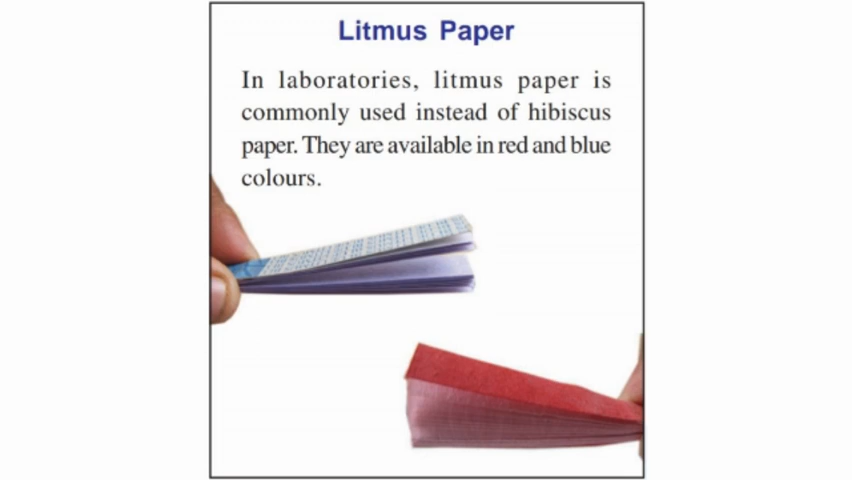 Litmus Paper
In laboratories, litmus paper is
commonly used instead of hibiscus
paper. They are available in red and blue
colours.